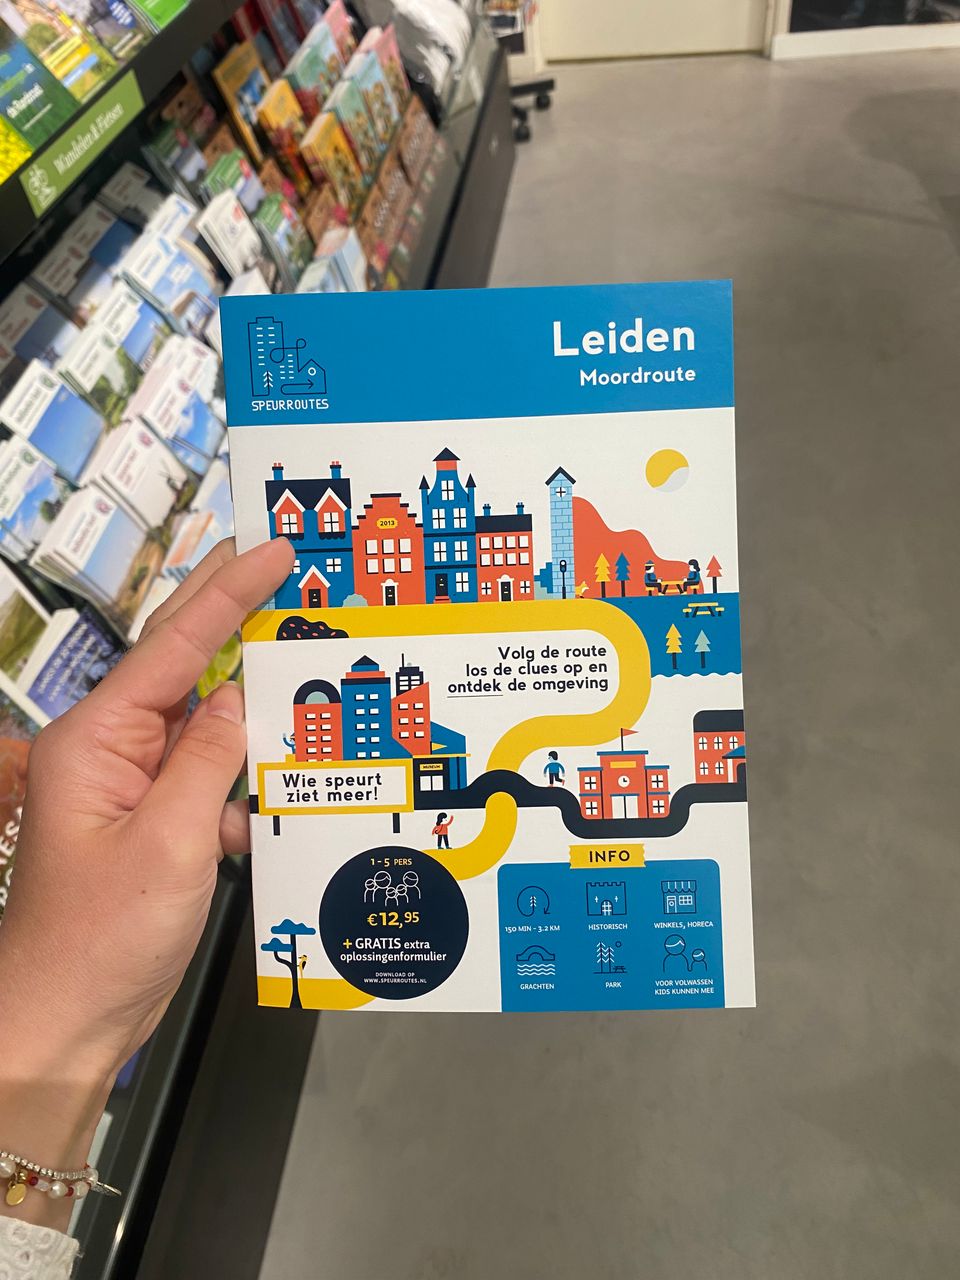 Wandelen & Fietsen
Leiden
Moordroute
SPEURROUTES
2013
Volg de route
los de clues op en
ontdek de omgeving
MUSEUM
Wie speurt
ziet meer!
INFO
1 - 5 PERS
€12,95
+ GRATIS extra
oplossingenformulier
DOWNLOAD OP
WWW.SPEURROUTES.NL
150 MIN - 3.2 KM
HISTORISCH
WINKELS, HORECA
GRACHTEN
PARK
VOOR VOLWASSEN
KIDS KUNNEN MEE